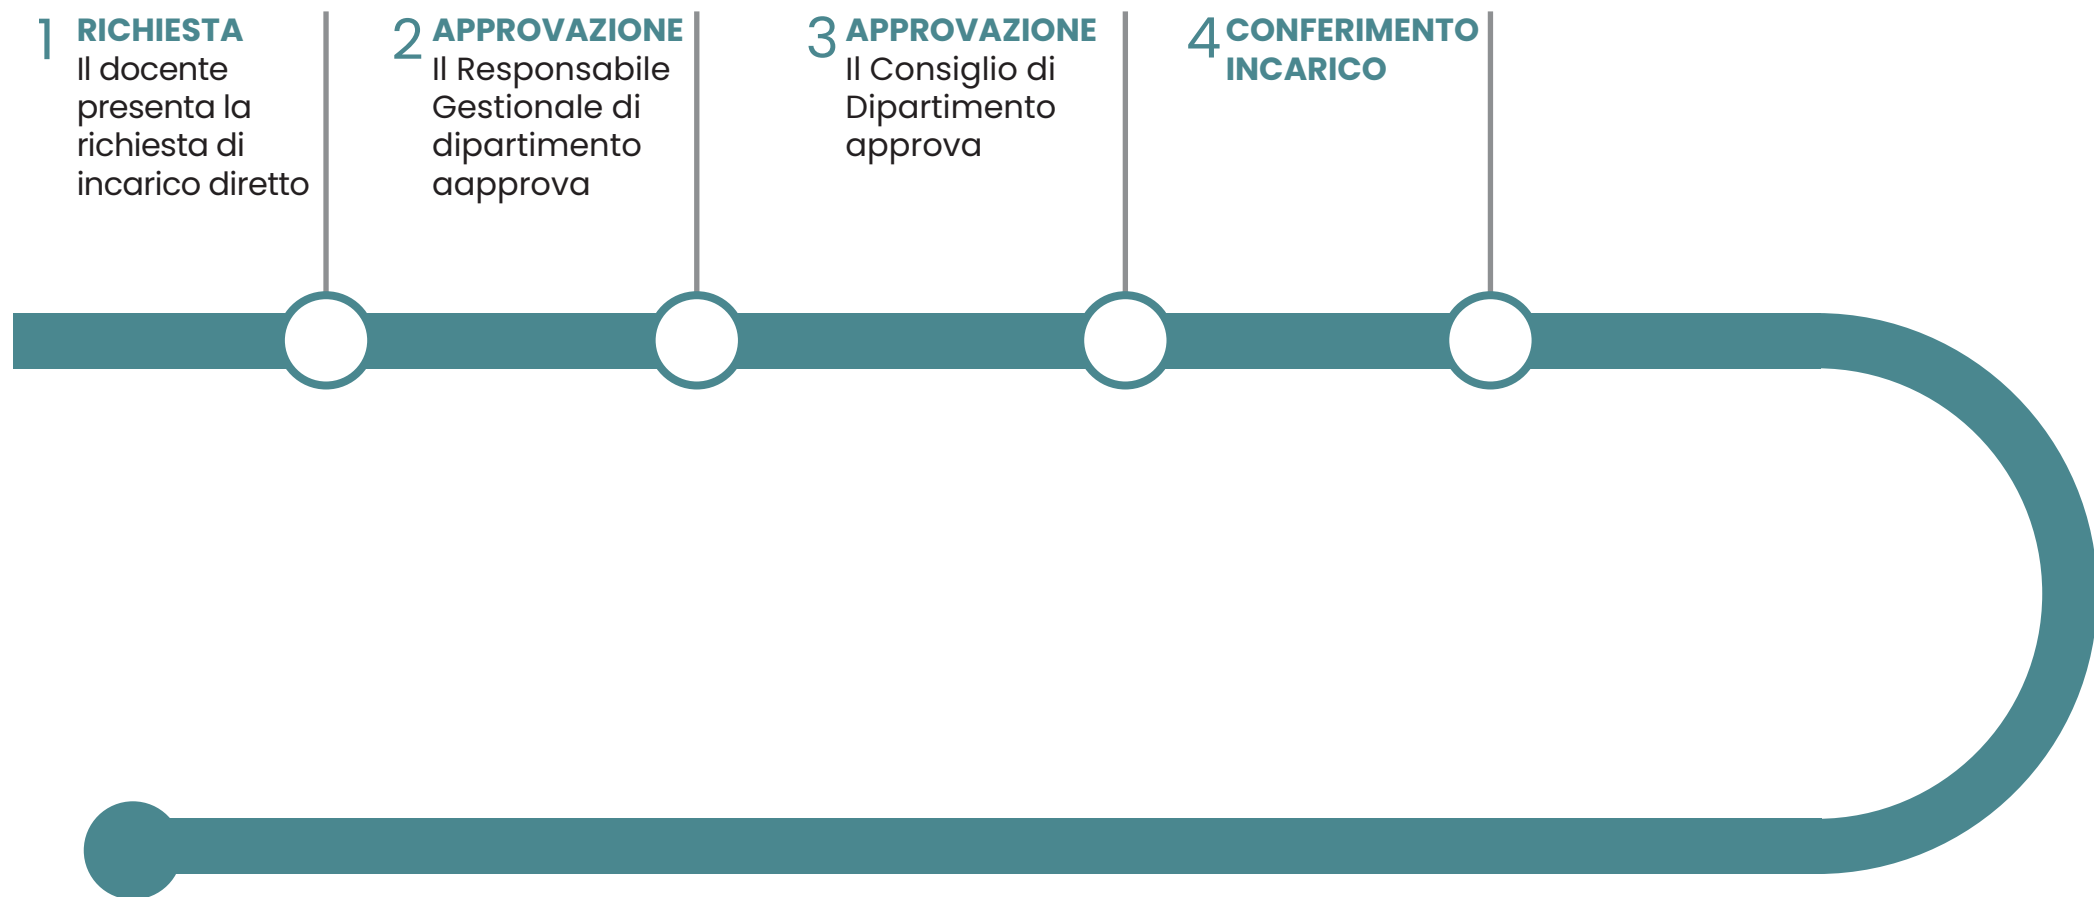 1 RICHIESTA
Il docente
presenta la
richiesta di
incarico diretto
2 APPROVAZIONE
Il Responsabile
Gestionale di
dipartimento
aapprova
3 APPROVAZIONE
Il Consiglio di
Dipartimento
approva
4 CONFERIMENTO
INCARICO